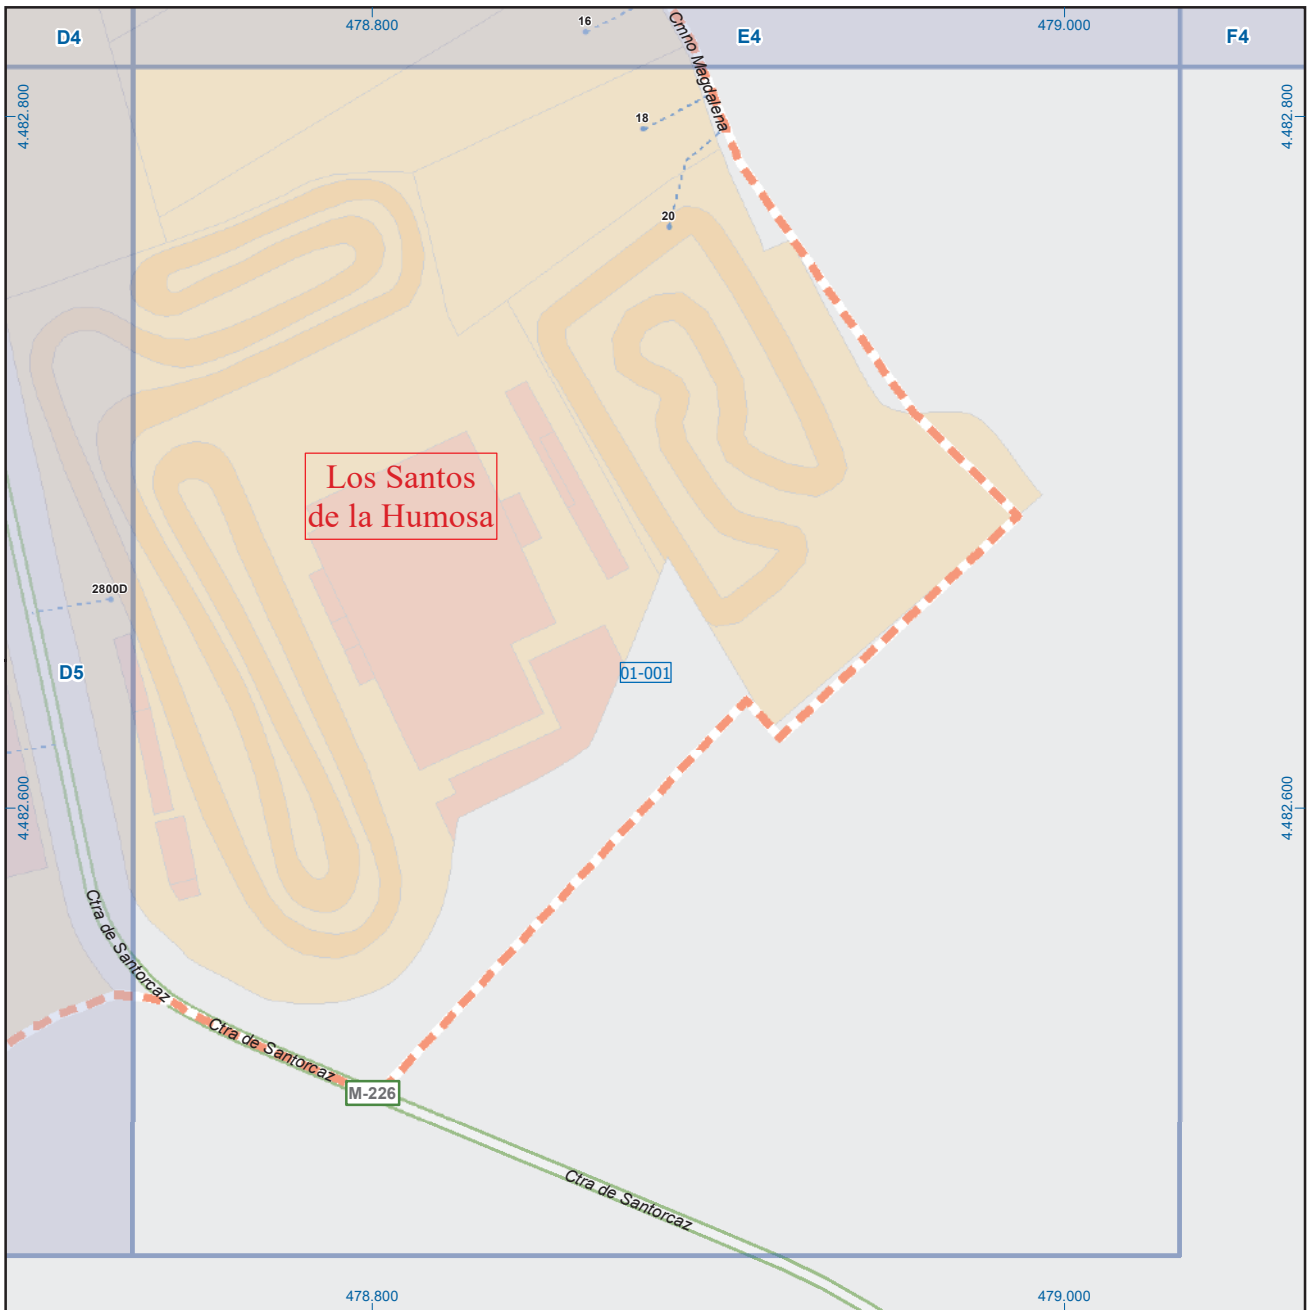 D4
478.800
16
Cmno Magdalena
E4
479.000
F4
4.482.800
4.482.800
18
20
Los Santos
de la Humosa
2800D
D5
01-001
4.482.600
4.482.600
Ctra de Santorcaz
Ctra de Santorcaz
M-226
Ctra de Santorcaz
478.800
479.000